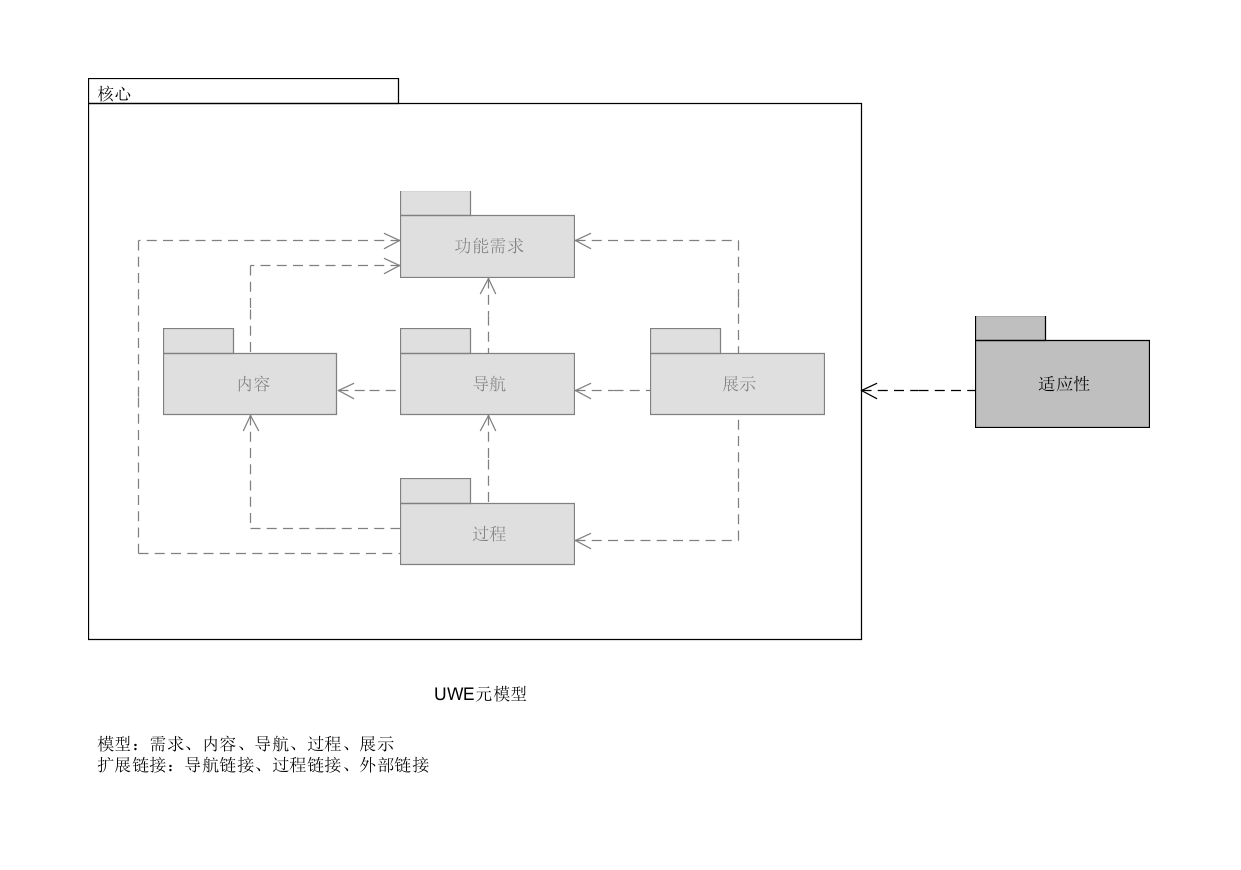 核心
功能需求
内容
导航
展示
适应性
过程
UWE元模型
模型：需求、内容、导航、过程、展示
扩展链接：导航链接、过程链接、外部链接